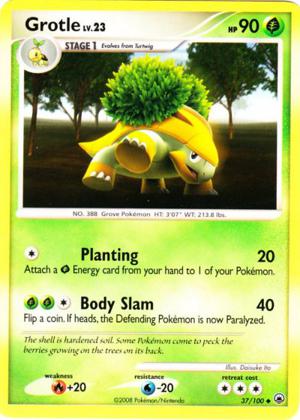 Grotle LV.23
HP 90
STAGE 1 Evolves from Turtwig
NO. 388 Grove Pokémon HT: 3'07" WT: 213.8 lbs.
Planting 20
Attach a Energy card from your hand to 1 of your Pokémon.
Body Slam 40
Flip a coin. If heads, the Defending Pokémon is now Paralyzed.
The shell is hardened soil. Some Pokémon come to peck the
berries growing on the trees on its back.
Illus. Daisuke Ito
weakness resistance retreat cost
+20 -20
©2008 Pokémon/Nintendo
37/100